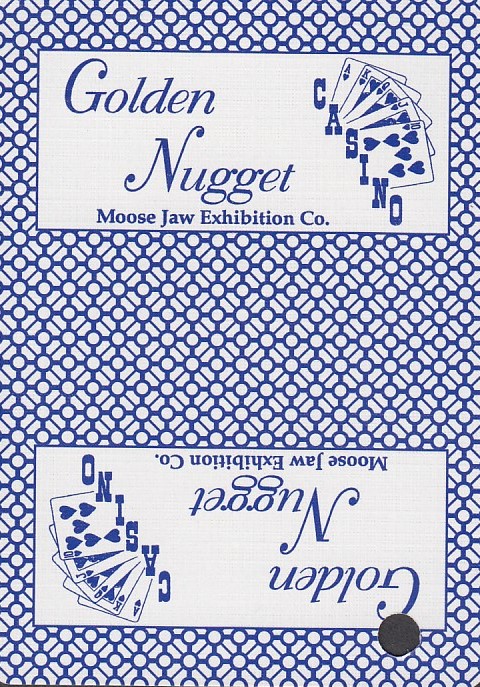 Golden
Nugget
CASINO
Moose Jaw Exhibition Co.
Moose Jaw Exhibition Co.
Nugget
CASINO
Golden